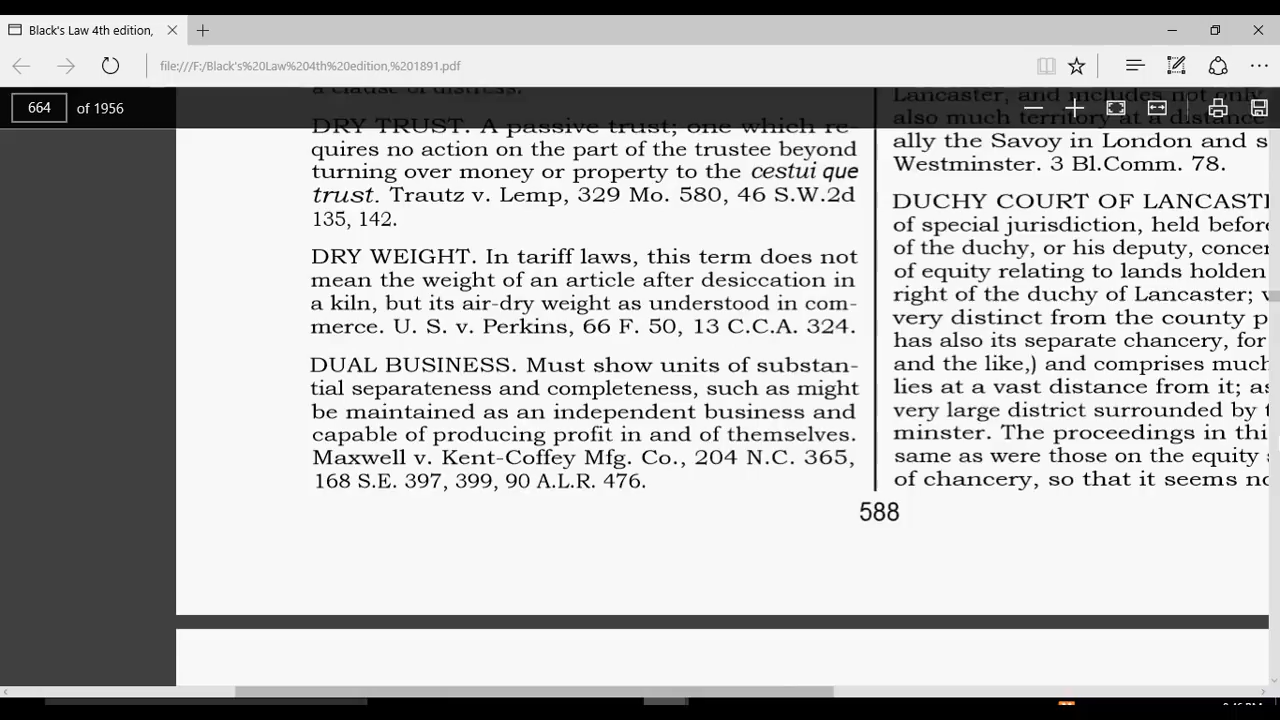 Black's Law 4th edition,
file:///F:/Black's%20Law%204th%20edition,%201891.pdf
664 of 1956
a clause of distress.
DRY TRUST. A passive trust; one which re-
quires no action on the part of the trustee beyond
turning over money or property to the cestui que
trust. Trautz v. Lemp, 329 Mo. 580, 46 S.W.2d
135, 142.
DRY WEIGHT. In tariff laws, this term does not
mean the weight of an article after desiccation in
a kiln, but its air-dry weight as understood in com-
merce. U. S. v. Perkins, 66 F. 50, 13 C.C.A. 324.
DUAL BUSINESS. Must show units of substan-
tial separateness and completeness, such as might
be maintained as an independent business and
capable of producing profit in and of themselves.
Maxwell v. Kent-Coffey Mfg. Co., 204 N.C. 365,
168 S.E. 397, 399, 90 A.L.R. 476.
Lancaster, and includes not only
also much territory at a distance
ally the Savoy in London and s
Westminster. 3 Bl.Comm. 78.
DUCHY COURT OF LANCAST
of special jurisdiction, held before
of the duchy, or his deputy, concer
of equity relating to lands holden
right of the duchy of Lancaster;
very distinct from the county p
has also its separate chancery, for
and the like,) and comprises much
lies at a vast distance from it; as
very large district surrounded by
minster. The proceedings in thi
same as were those on the equity
of chancery, so that it seems no
588